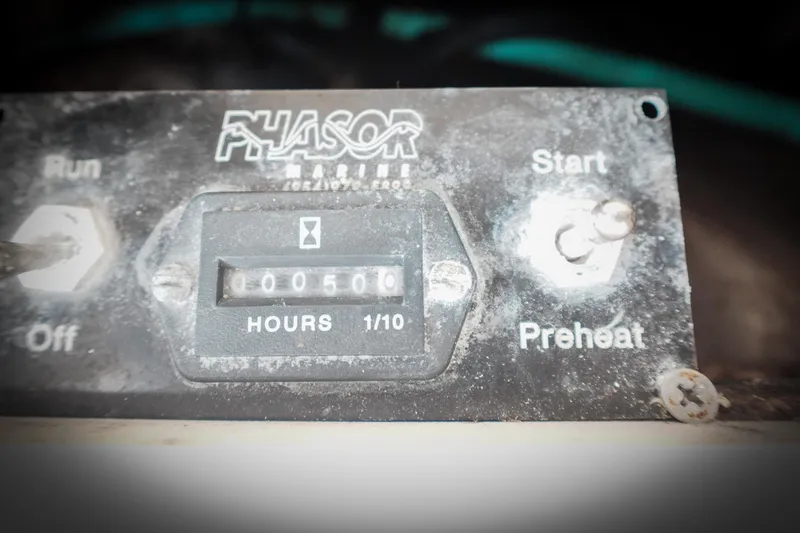 PHASOR
MARINE
Run
Start
000500
HOURS 1/10
Off
Preheat